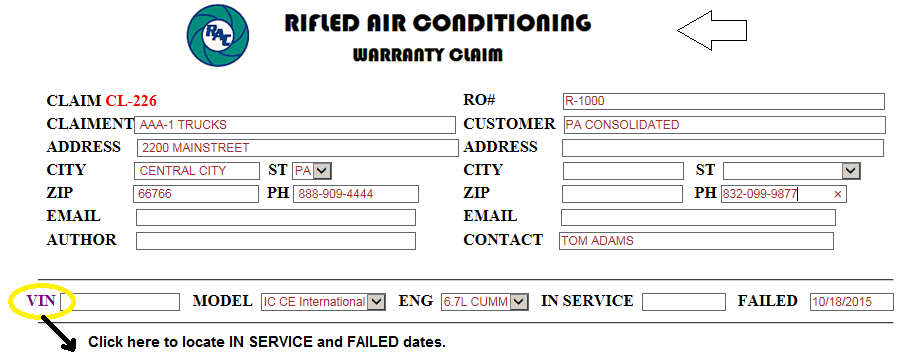 RAC RIFLED AIR CONDITIONING
WARRANTY CLAIM
CLAIM CL-226 RO# R-1000
CLAIMENT AAA-1 TRUCKS CUSTOMER PA CONSOLIDATED
ADDRESS 2200 MAINSTREET ADDRESS
CITY CENTRAL CITY ST PA CITY ST
ZIP 66766 PH 888-909-4444 ZIP PH 832-099-9877 ×
EMAIL EMAIL
AUTHOR CONTACT TOM ADAMS
VIN MODEL IC CE International ENG 6.7L CUMM IN SERVICE FAILED 10/18/2015
Click here to locate IN SERVICE and FAILED dates.